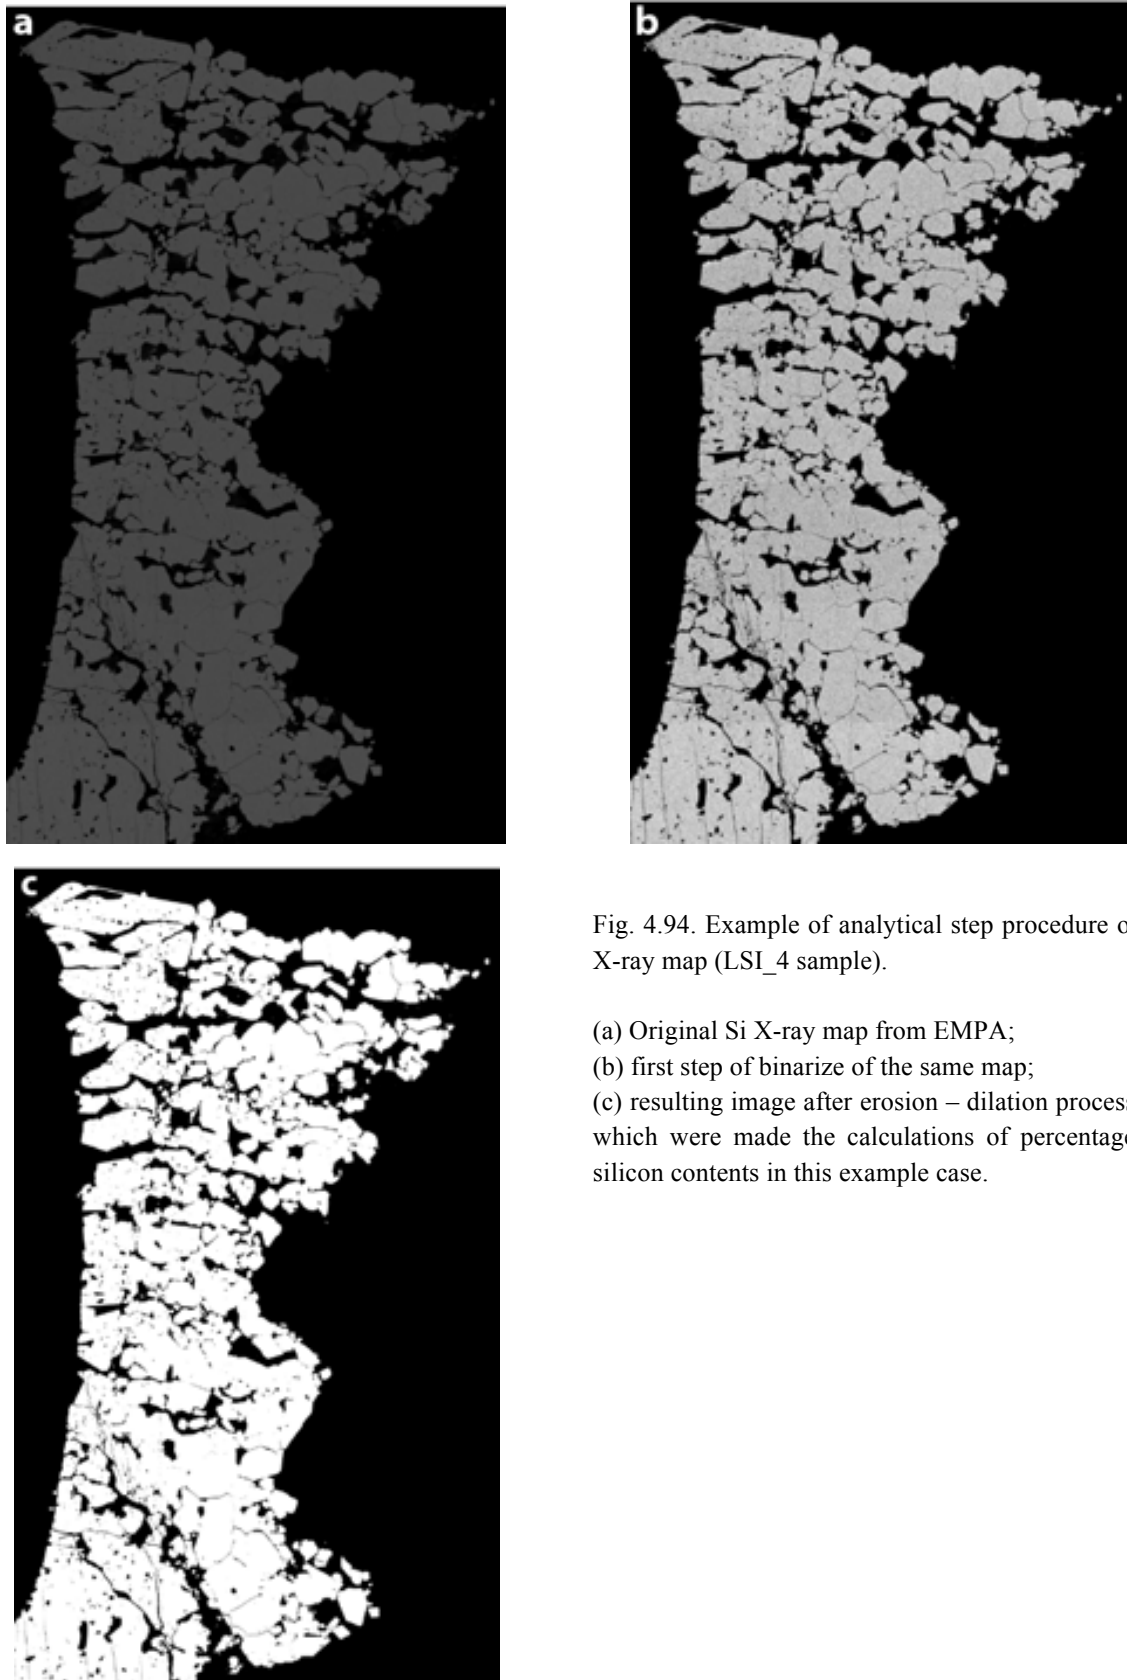 a
b
c
Fig. 4.94. Example of analytical step procedure o
X-ray map (LSI_4 sample).
(a) Original Si X-ray map from EMPA;
(b) first step of binarize of the same map;
(c) resulting image after erosion – dilation process
which were made the calculations of percentage
silicon contents in this example case.